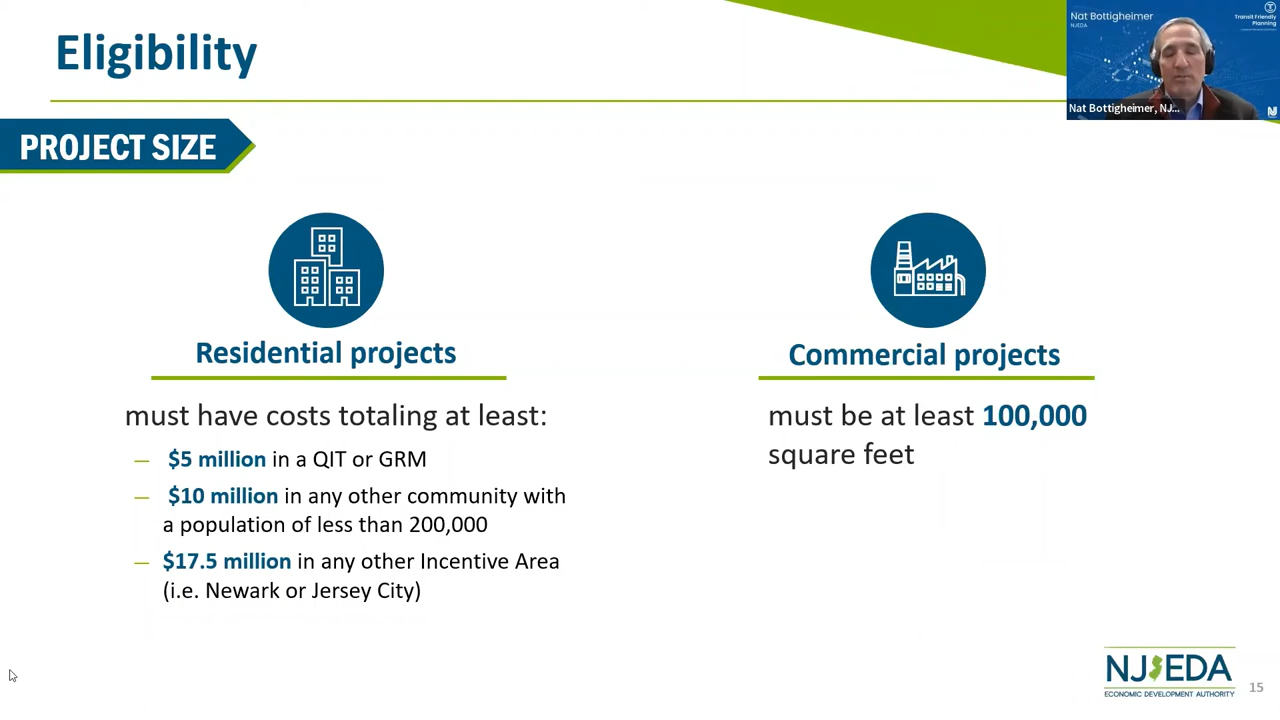 Eligibility
Nat Bottigheimer
NJEDA
Transit Friendly
Planning
Nat Bottigheimer, NJ...
PROJECT SIZE
Residential projects
must have costs totaling at least:
— $5 million in a QIT or GRM
— $10 million in any other community with
a population of less than 200,000
— $17.5 million in any other Incentive Area
(i.e. Newark or Jersey City)
Commercial projects
must be at least 100,000
square feet
NJEDA
ECONOMIC DEVELOPMENT AUTHORITY
15